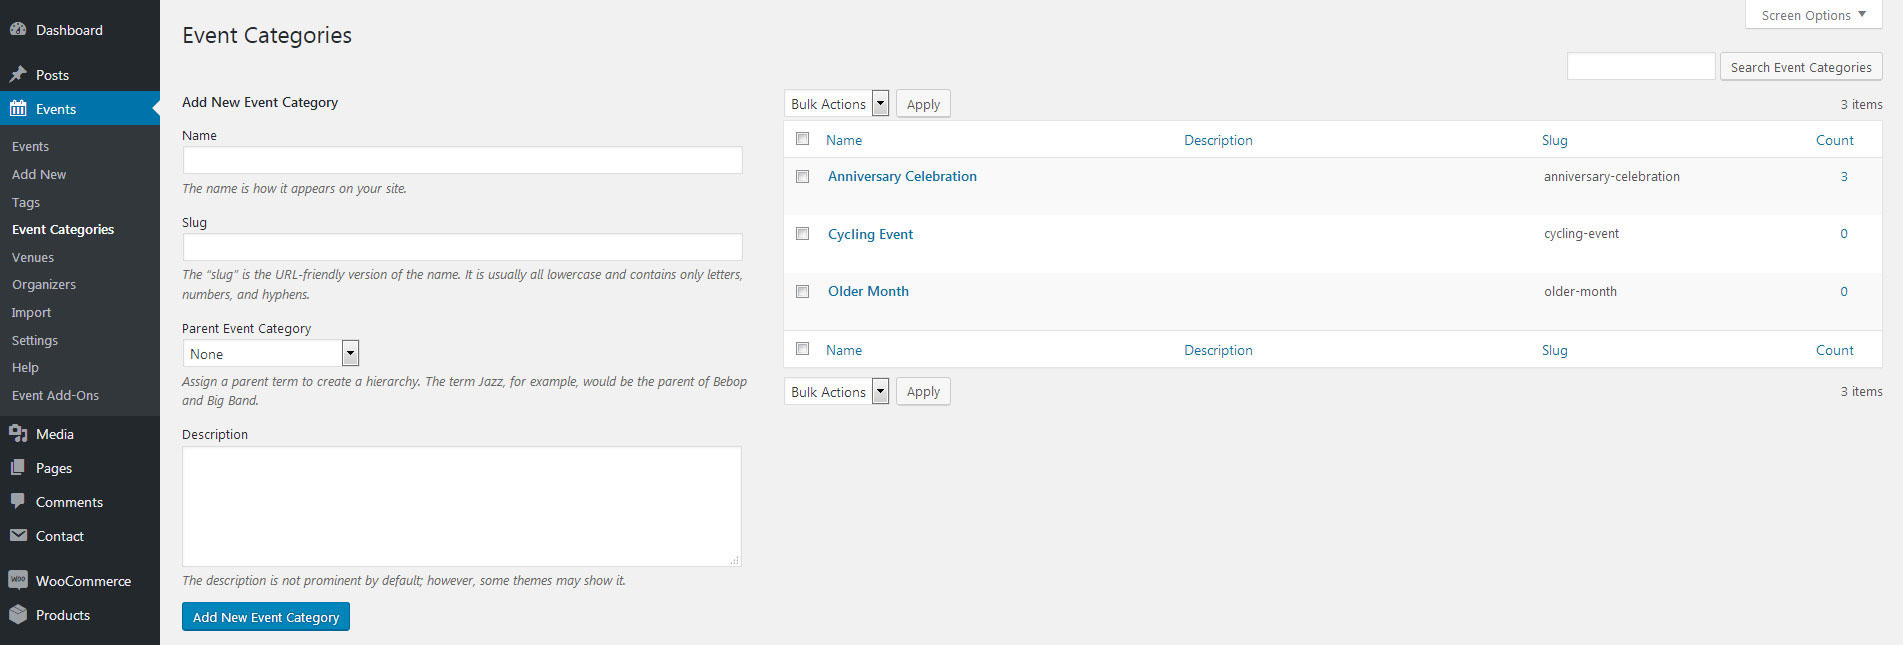 Dashboard
Posts
Events
Events
Add New
Tags
Event Categories
Venues
Organizers
Import
Settings
Help
Event Add-Ons
Media
Pages
Comments
Contact
WOO WooCommerce
Products
Screen Options
Event Categories
Search Event Categories
Add New Event Category
Name
The name is how it appears on your site.
Slug
The "slug" is the URL-friendly version of the name. It is usually all lowercase and contains only letters,
numbers, and hyphens.
Parent Event Category
None
Assign a parent term to create a hierarchy. The term Jazz, for example, would be the parent of Bebop
and Big Band.
Description
The description is not prominent by default; however, some themes may show it.
Add New Event Category
Bulk Actions Apply 3 items
Name Description Slug Count
Anniversary Celebration anniversary-celebration 3
Cycling Event cycling-event 0
Older Month older-month 0
Name Description Slug Count
Bulk Actions Apply 3 items